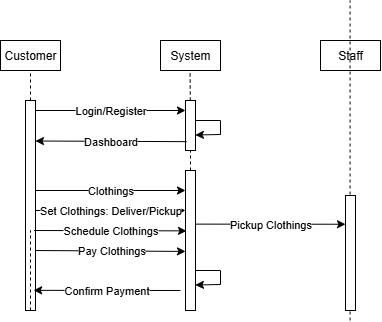 Customer
System
Staff
Login/Register
Dashboard
Clothings
Set Clothings: Deliver/Pickup
Pickup Clothings
Schedule Clothings
Pay Clothings
Confirm Payment